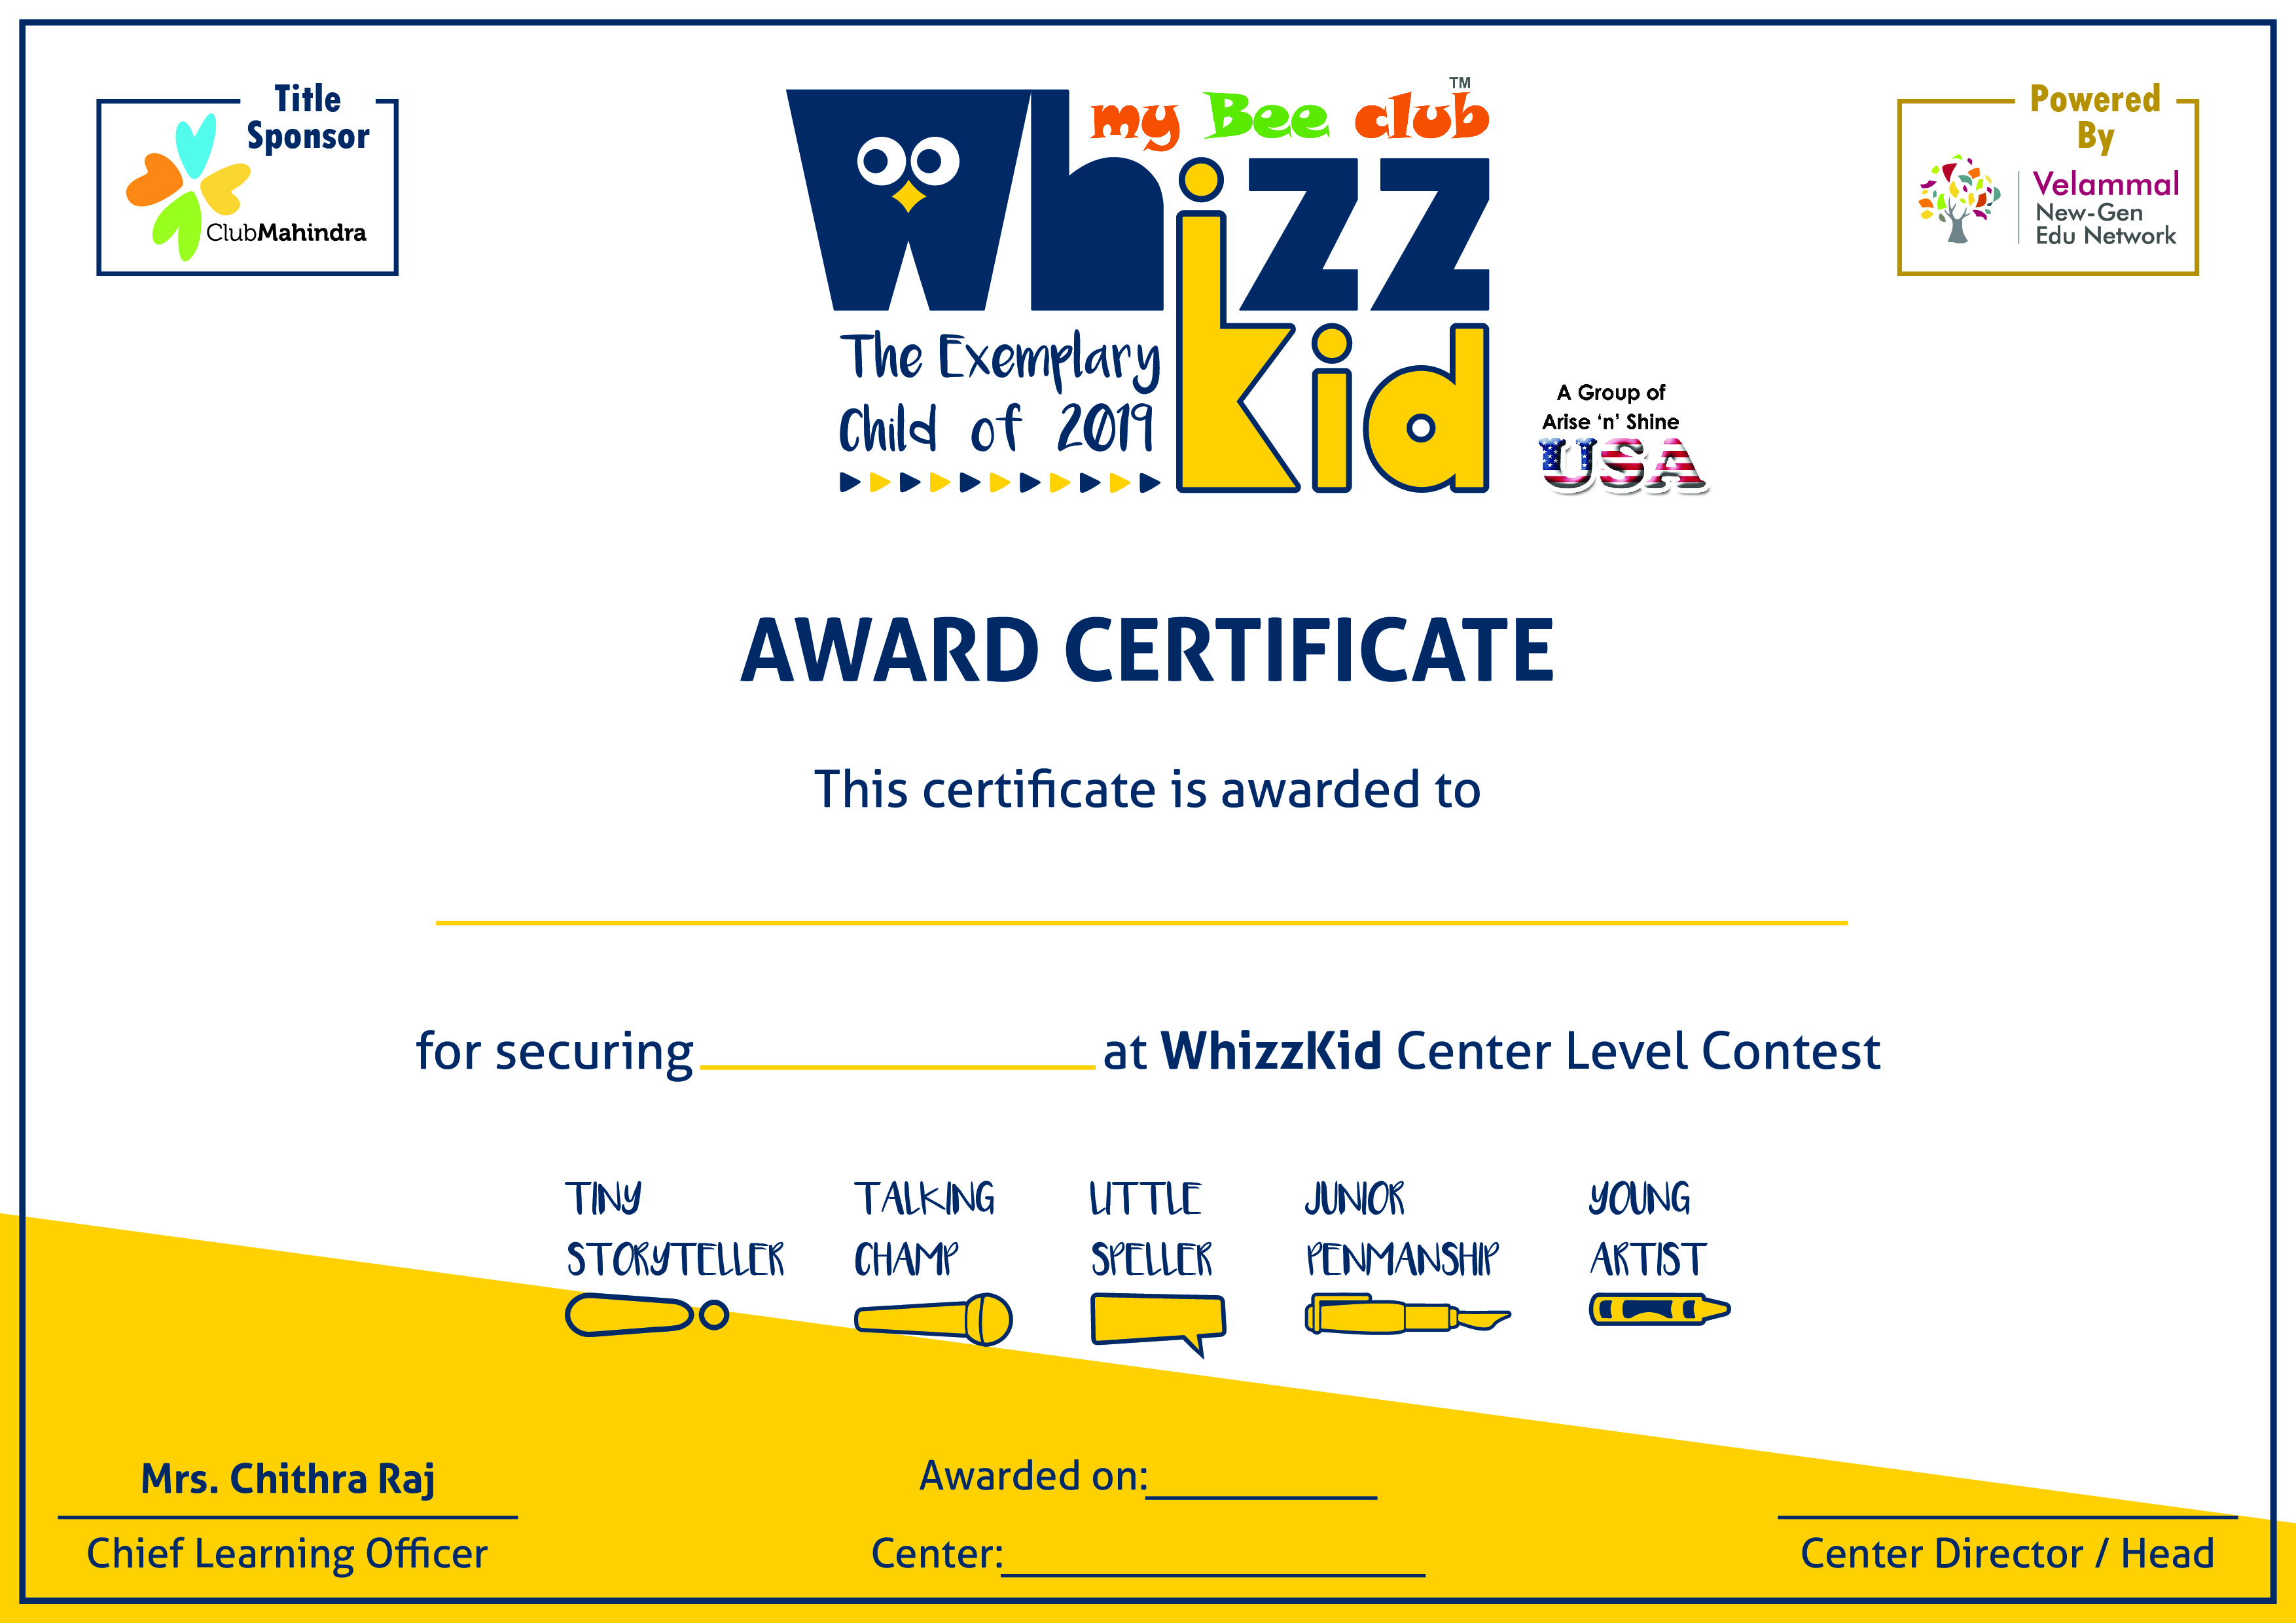 Title
Sponsor
ClubMahindra
my Bee club™
Whizz
Kid
The Exemplary
Child of 2019
A Group of
Arise ‘n’ Shine
USA
Powered
By
Velammal
New-Gen
Edu Network
AWARD CERTIFICATE
This certificate is awarded to
for securing at WhizzKid Center Level Contest
TINY
STORYTELLER
TALKING
CHAMP
LITTLE
SPELLER
JUNIOR
PENMANSHIP
YOUNG
ARTIST
Mrs. Chithra Raj
Chief Learning Officer
Awarded on:
Center:
Center Director / Head